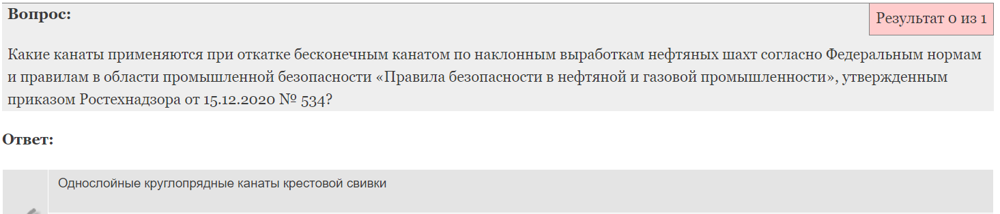 Вопрос:
Результат 0 из 1
Какие канаты применяются при откатке бесконечным канатом по наклонным выработкам нефтяных шахт согласно Федеральным нормам
и правилам в области промышленной безопасности «Правила безопасности в нефтяной и газовой промышленности», утвержденным
приказом Ростехнадзора от 15.12.2020 № 534?
Ответ:
Однослойные круглопрядные канаты крестовой свивки